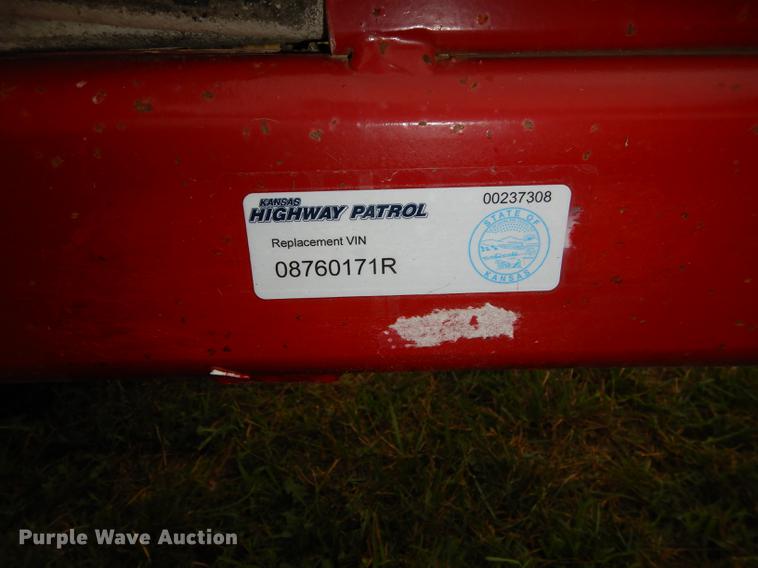 KANSAS
HIGHWAY PATROL
00237308
Replacement VIN
08760171R
STATE OF
KANSAS
Purple Wave Auction